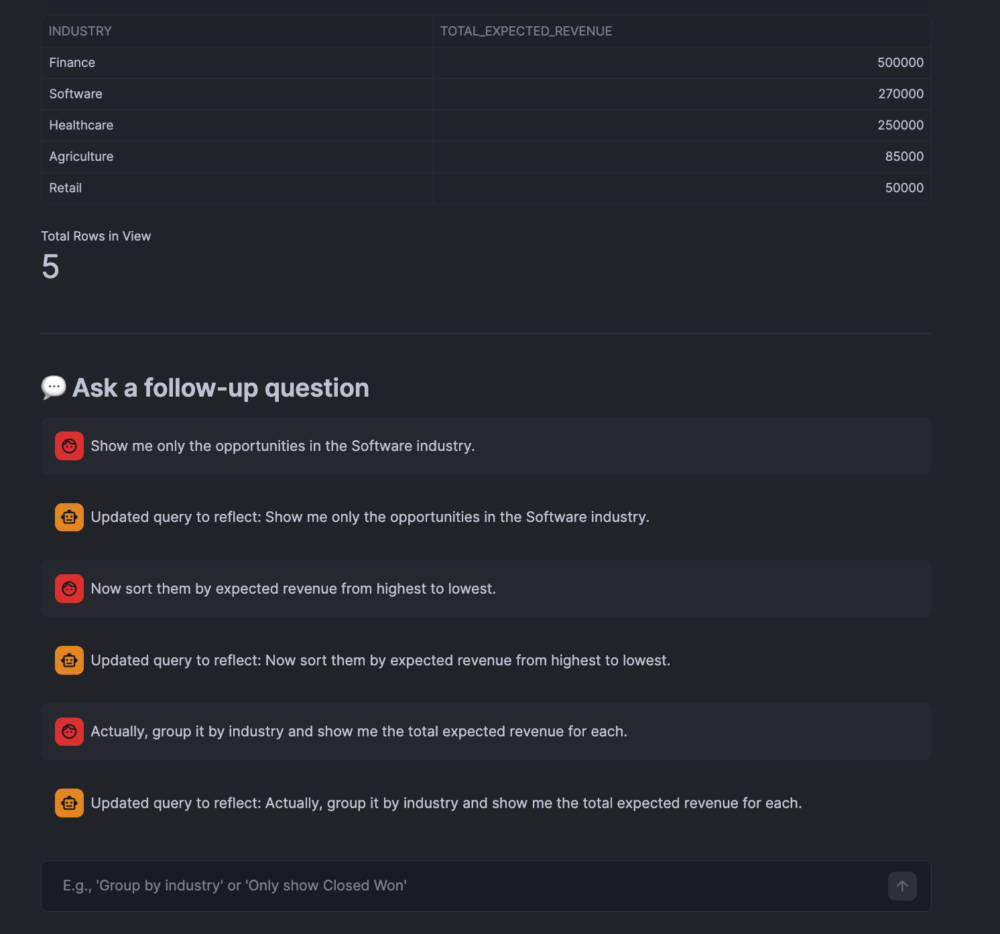 INDUSTRY TOTAL_EXPECTED_REVENUE
Finance 500000
Software 270000
Healthcare 250000
Agriculture 85000
Retail 50000
Total Rows in View
5
💬 Ask a follow-up question
Show me only the opportunities in the Software industry.
Updated query to reflect: Show me only the opportunities in the Software industry.
Now sort them by expected revenue from highest to lowest.
Updated query to reflect: Now sort them by expected revenue from highest to lowest.
Actually, group it by industry and show me the total expected revenue for each.
Updated query to reflect: Actually, group it by industry and show me the total expected revenue for each.
E.g., 'Group by industry' or 'Only show Closed Won'